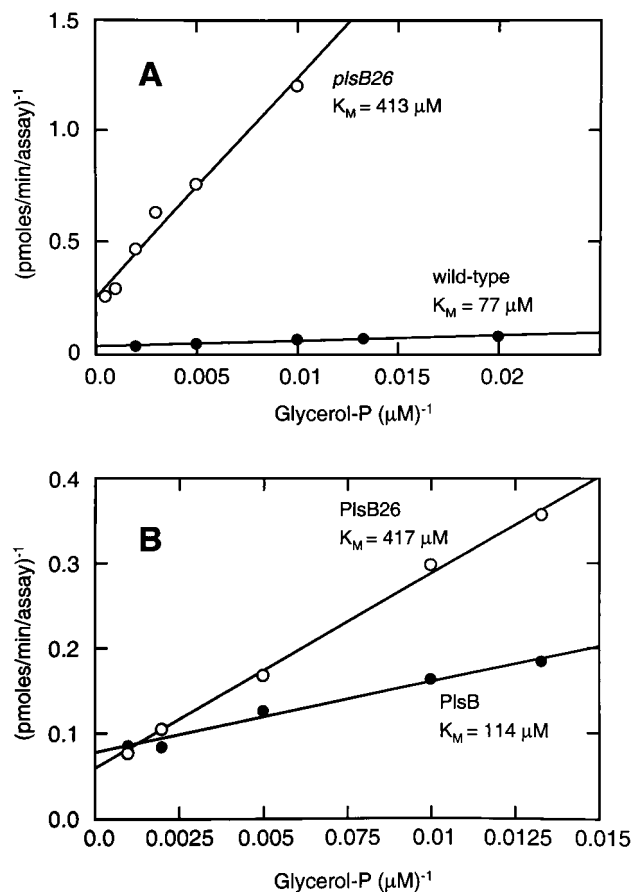 A
(pmoles/min/assay)⁻¹
1.5
1.0
0.5
0
plsB26
K_M = 413 μM
wild-type
K_M = 77 μM
0.0 0.005 0.01 0.015 0.02
Glycerol-P (μM)⁻¹
B
(pmoles/min/assay)⁻¹
0.4
0.3
0.2
0.1
0.0
PlsB26
K_M = 417 μM
PlsB
K_M = 114 μM
0.0 0.0025 0.005 0.0075 0.01 0.0125 0.015
Glycerol-P (μM)⁻¹